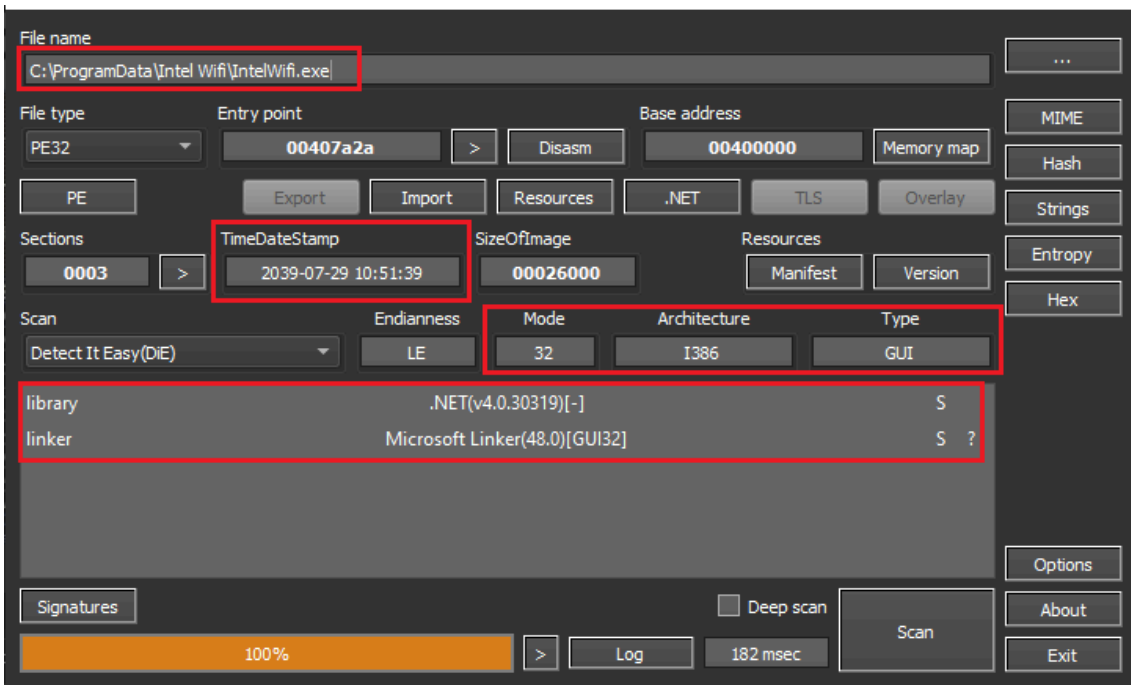 File name
C:\ProgramData\Intel Wifi\IntelWifi.exe
...
File type Entry point Base address
PE32 00407a2a > Disasm 00400000 Memory map
MIME
Hash
PE Export Import Resources .NET TLS Overlay
Strings
Sections TimeDateStamp SizeOfImage Resources
0003 > 2039-07-29 10:51:39 00026000 Manifest Version
Entropy
Hex
Scan Endianness Mode Architecture Type
Detect It Easy(DiE) LE 32 I386 GUI
library .NET(v4.0.30319)[-] S
linker Microsoft Linker(48.0)[GUI32] S ?
Options
Signatures Deep scan Scan About
100% > Log 182 msec Exit